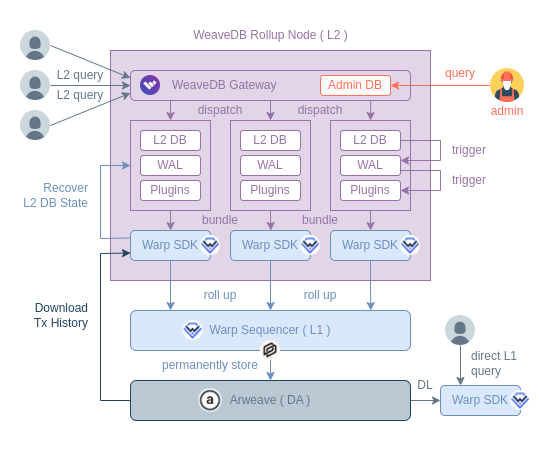 WeaveDB Rollup Node ( L2 )
L2 query
L2 query
WeaveDB Gateway
Admin DB
query
admin
dispatch
dispatch
L2 DB
WAL
Plugins
L2 DB
WAL
Plugins
L2 DB
WAL
Plugins
trigger
trigger
Recover
L2 DB State
bundle
bundle
Warp SDK
Warp SDK
Warp SDK
Download
Tx History
roll up
roll up
Warp Sequencer ( L1 )
permanently store
direct L1
query
a
Arweave ( DA )
DL
Warp SDK